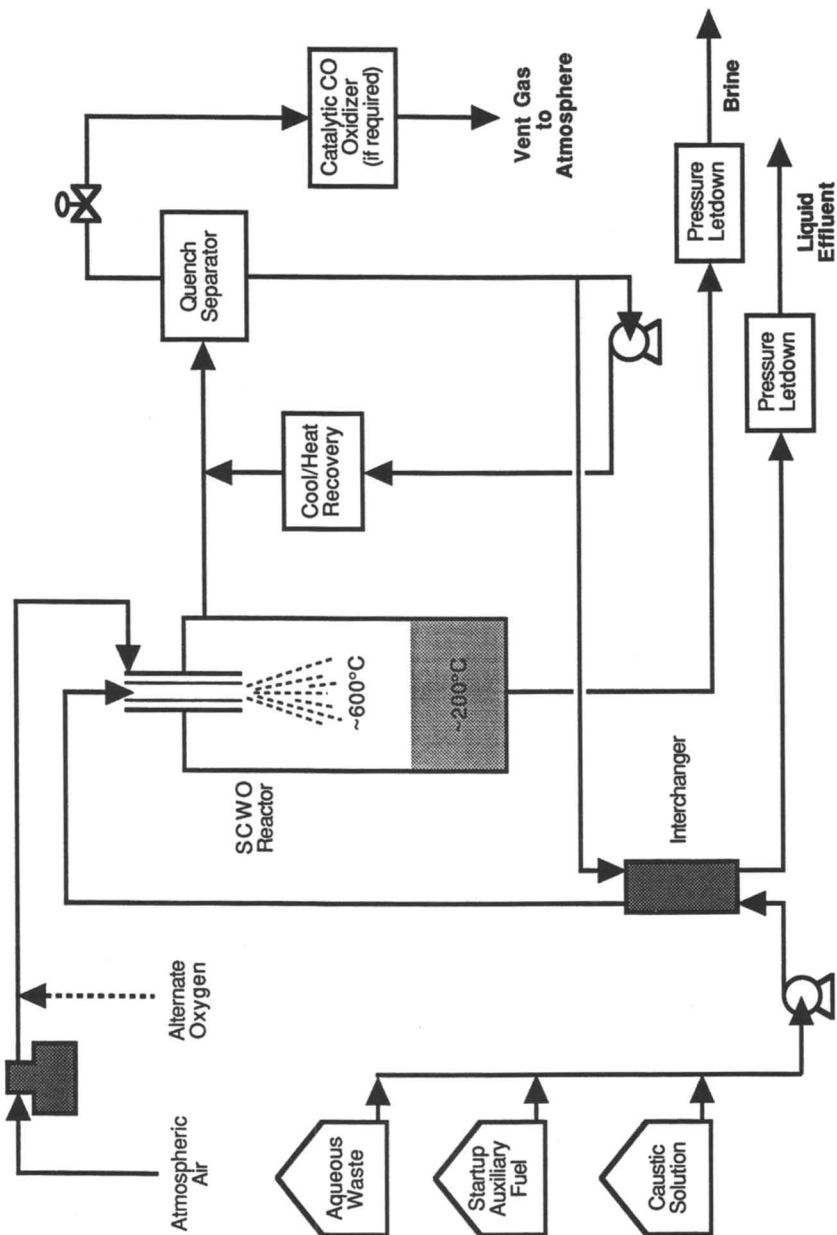 Atmospheric
Air
Alternate
Oxygen
Aqueous
Waste
Startup
Auxiliary
Fuel
Caustic
Solution
SCWO
Reactor
~600°C
~200°C
Interchanger
Cool/Heat
Recovery
Quench
Separator
Catalytic CO
Oxidizer
(if required)
Vent Gas
to
Atmosphere
Pressure
Letdown
Brine
Pressure
Letdown
Liquid
Effluent